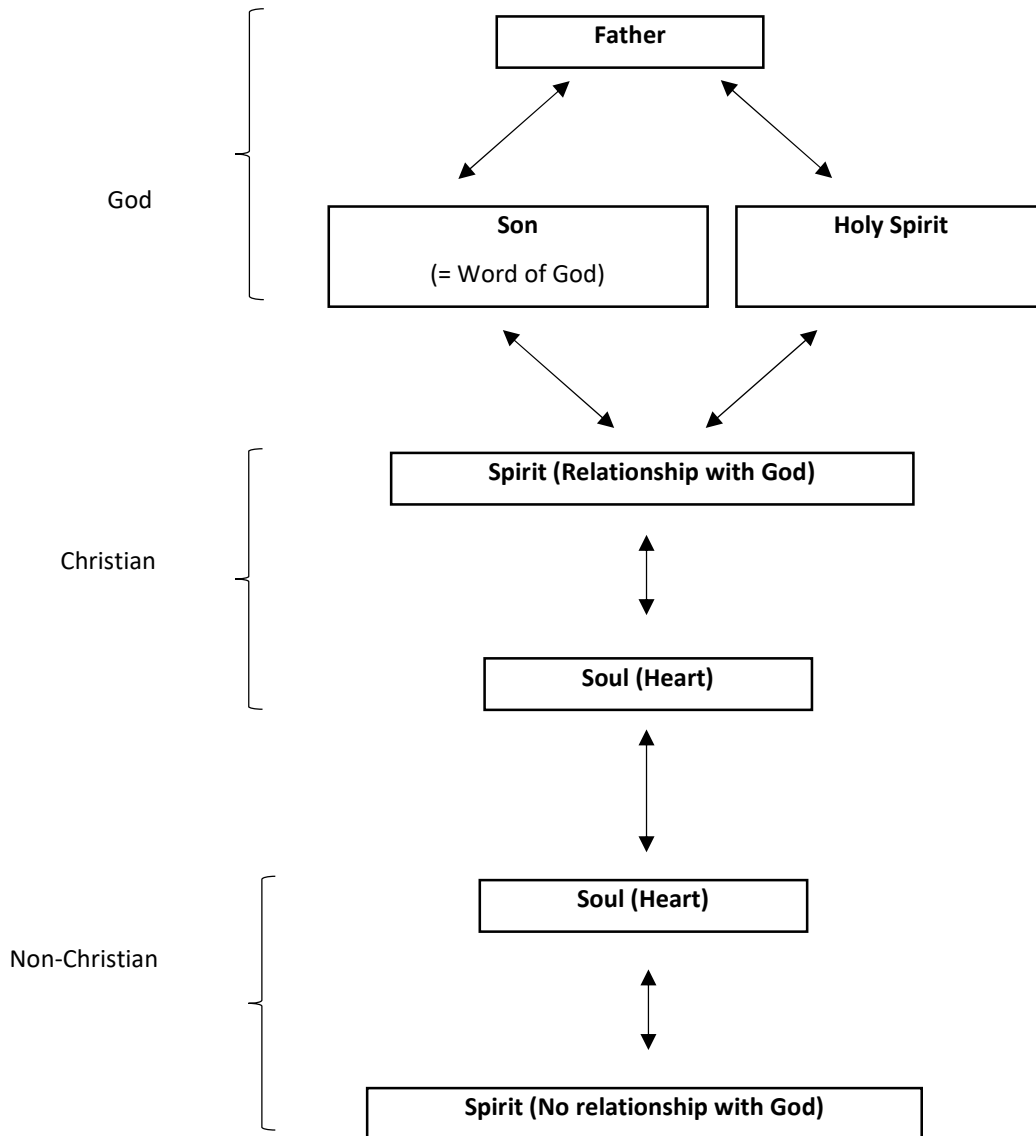 Father
God
Son
(= Word of God)
Holy Spirit
Spirit (Relationship with God)
Christian
Soul (Heart)
Soul (Heart)
Non-Christian
Spirit (No relationship with God)